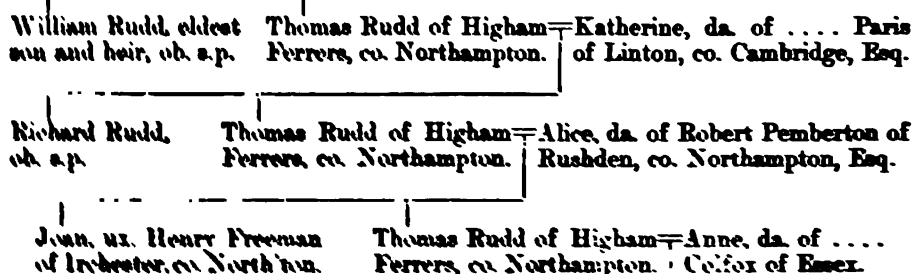 William Rudd, eldest
son and heir, ob. s.p.
Thomas Rudd of Higham=Katherine, da. of .... Paris
Ferrers, co. Northampton. of Linton, co. Cambridge, Esq.
Richard Rudd,
ob. s.p.
Thomas Rudd of Higham=Alice, da. of Robert Pemberton of
Ferrers, co. Northampton. Rushden, co. Northampton, Esq.
Joan, ux. Henry Freeman
of Irchester, co. North'ton.
Thomas Rudd of Higham=Anne, da. of ....
Ferrers, co. Northampton. Colfox of Essex.